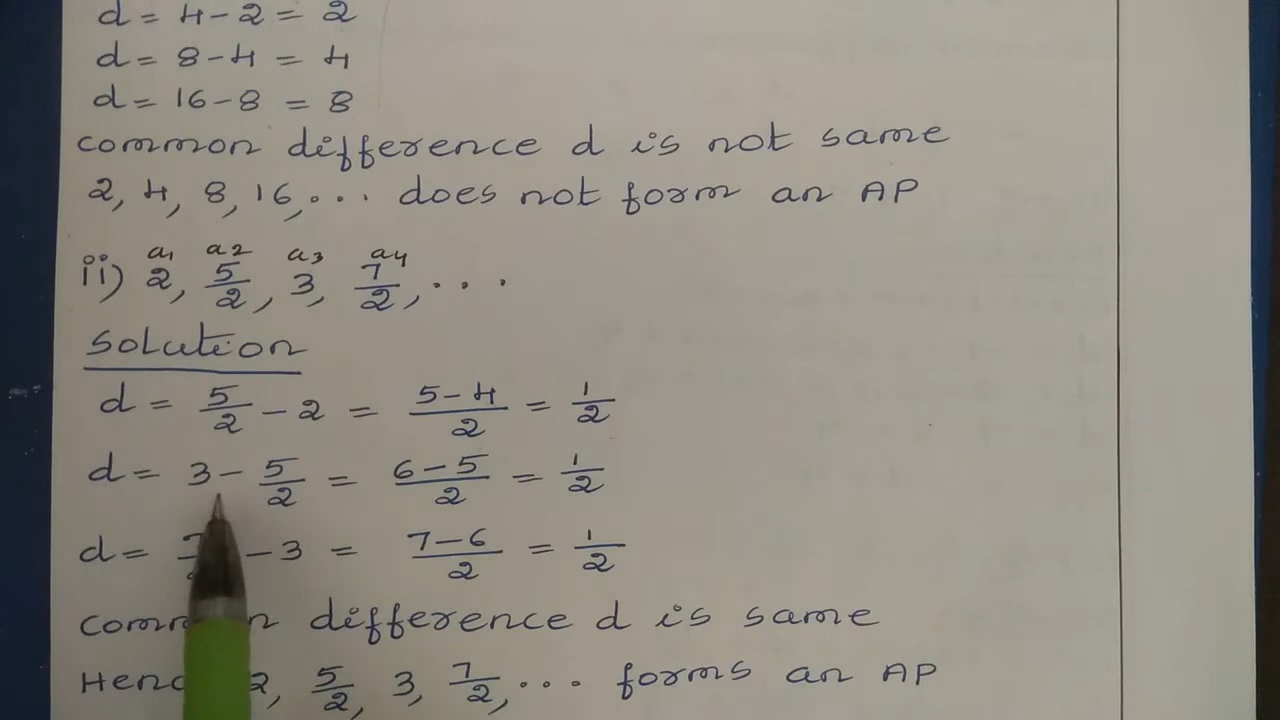 d = 4 - 2 = 2
d = 8 - 4 = 4
d = 16 - 8 = 8
common difference d is not same
2, 4, 8, 16, ... does not form an AP
a1 a2 a3 a4
ii) 2, 5/2, 3, 7/2, ...
Solution
d = 5/2 - 2 = 5-4/2 = 1/2
d = 3 - 5/2 = 6-5/2 = 1/2
d = - 3 = 7-6/2 = 1/2
difference d is same
2, 5/2, 3, 7/2, ... forms an AP